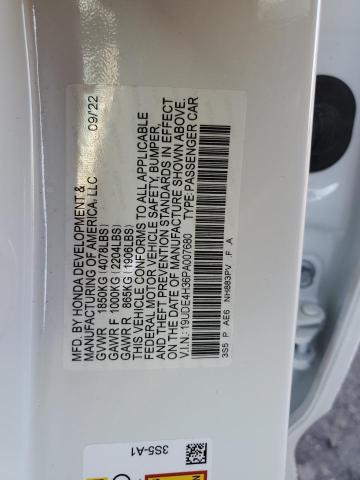 MFD. BY HONDA DEVELOPMENT & 09/22
MANUFACTURING OF AMERICA, LLC
GVWR 1850KG (4078LBS)
GAWR F 1000KG (2204LBS)
GAWR R 865KG (1906LBS)
THIS VEHICLE CONFORMS TO ALL APPLICABLE
FEDERAL MOTOR VEHICLE SAFETY, BUMPER,
AND THEFT PREVENTION STANDARDS IN EFFECT
ON THE DATE OF MANUFACTURE SHOWN ABOVE.
V.I.N.: 19UDE4H36PA007680 TYPE: PASSENGER CAR
3S5 P AE6 NH883PV F A
3S5-A1